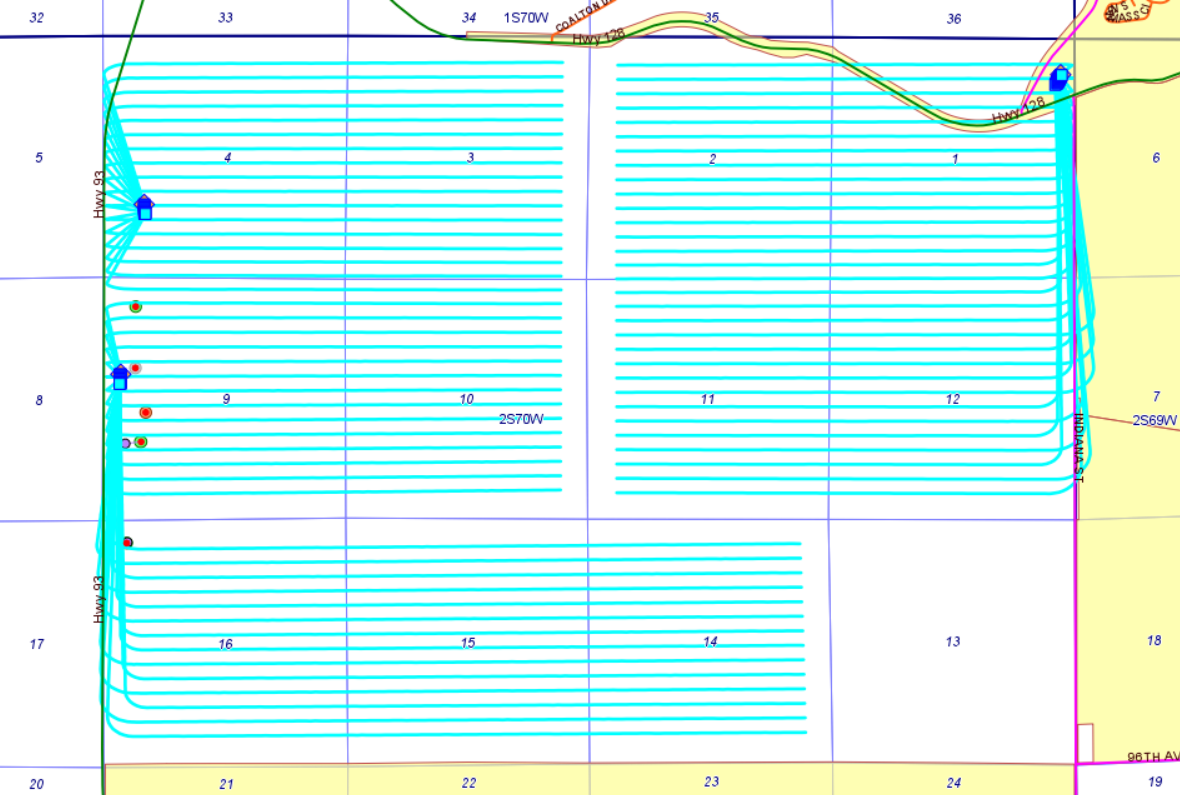 32 33 34 1S70W COALTON 35 36
Hwy 128
5 4 3 2 1 6
Hwy 128
Hwy 93
8 9 10 11 12 7
2S70W 2S69W
INDIANA ST
Hwy 93
17 16 15 14 13 18
96TH AV
20 21 22 23 24 19